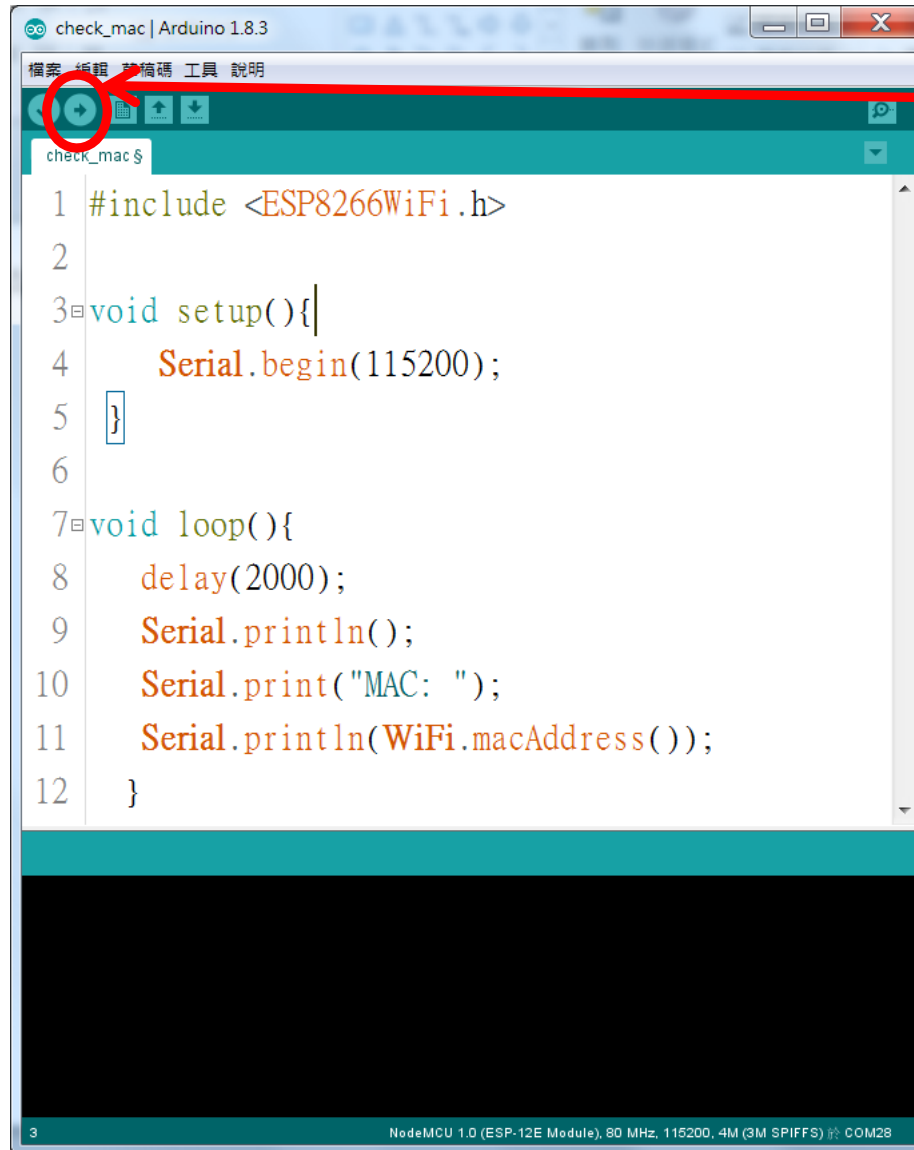 check_mac | Arduino 1.8.3
檔案 編輯 草稿碼 工具 說明
check_mac §
1 #include <ESP8266WiFi.h>
2
3 void setup(){
4 Serial.begin(115200);
5 }
6
7 void loop(){
8 delay(2000);
9 Serial.println();
10 Serial.print("MAC: ");
11 Serial.println(WiFi.macAddress());
12 }
3 NodeMCU 1.0 (ESP-12E Module), 80 MHz, 115200, 4M (3M SPIFFS) 於 COM28